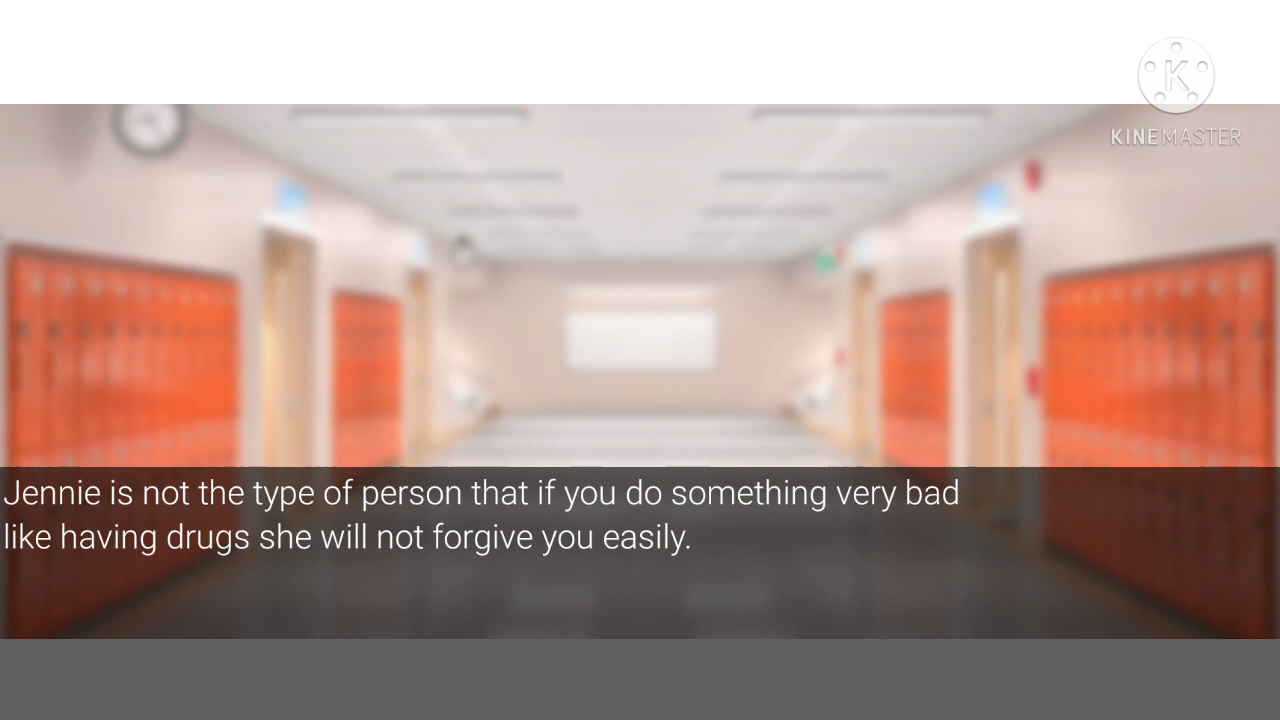 K
KINEMASTER
Jennie is not the type of person that if you do something very bad
like having drugs she will not forgive you easily.